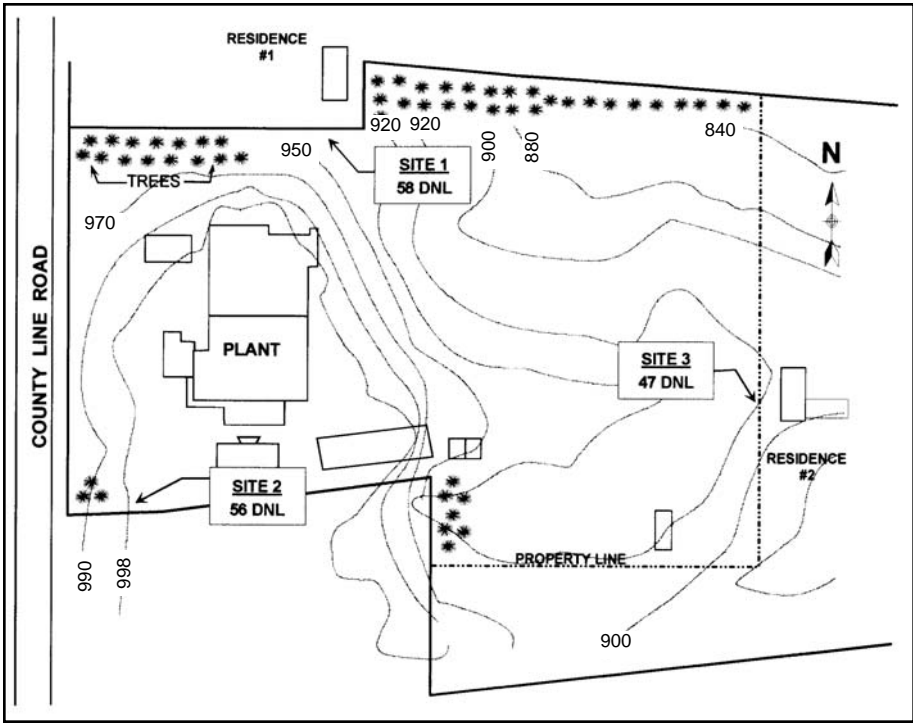 RESIDENCE
#1
920
920
900
880
840
950
SITE 1
58 DNL
N
TREES
970
COUNTY LINE ROAD
PLANT
SITE 3
47 DNL
RESIDENCE
#2
SITE 2
56 DNL
PROPERTY LINE
990
998
900